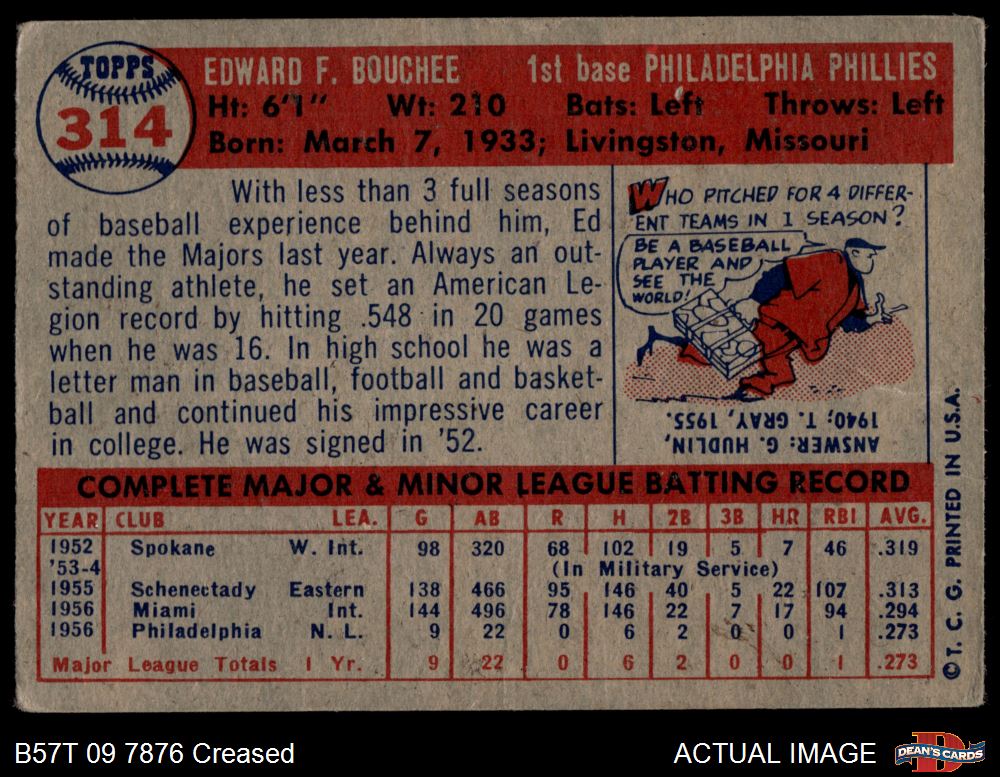 TOPPS
314
EDWARD F. BOUCHEE 1st base PHILADELPHIA PHILLIES
Ht: 6'1" Wt: 210 Bats: Left Throws: Left
Born: March 7, 1933; Livingston, Missouri
With less than 3 full seasons
of baseball experience behind him, Ed
made the Majors last year. Always an out-
standing athlete, he set an American Le-
gion record by hitting .548 in 20 games
when he was 16. In high school he was a
letter man in baseball, football and basket-
ball and continued his impressive career
in college. He was signed in '52.
WHO PITCHED FOR 4 DIFFER-
ENT TEAMS IN 1 SEASON?
BE A BASEBALL
PLAYER AND
SEE THE
WORLD!
ANSWER: G. HUDLIN,
1940; T. GRAY, 1955.
COMPLETE MAJOR & MINOR LEAGUE BATTING RECORD
YEAR CLUB LEA. G AB R H 2B 3B HR RBI AVG.
1952 Spokane W. Int. 98 320 68 102 19 5 7 46 .319
'53-4 (In Military Service)
1955 Schenectady Eastern 138 466 95 146 40 5 22 107 .313
1956 Miami Int. 144 496 78 146 22 7 17 94 .294
1956 Philadelphia N. L. 9 22 0 6 2 0 0 1 .273
Major League Totals 1 Yr. 9 22 0 6 2 0 0 1 .273
© T. C. G. PRINTED IN U.S.A.
B57T 09 7876 Creased
ACTUAL IMAGE
DEAN'S CARDS